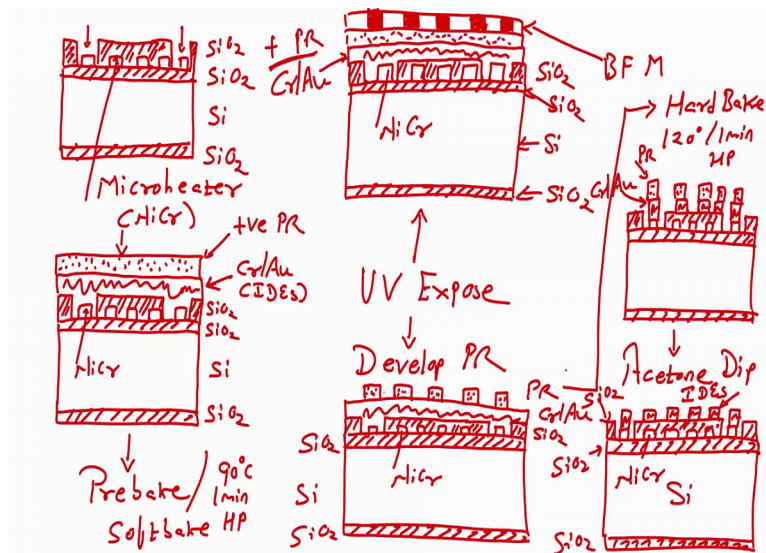 SiO2
SiO2
Si
SiO2
Microheater
(NiCr)
+ve PR
Cr/Au
(IDEs)
SiO2
SiO2
NiCr
Si
SiO2
Prebake/
Softbake
90°C
1min
HP
+ PR
Cr/Au
BFM
SiO2
SiO2
NiCr
Si
SiO2
UV Expose
Develop PR
PR
Cr/Au
SiO2
SiO2
NiCr
Si
SiO2
Hard Bake
120°/1min
HP
PR
Cr/Au
Acetone Dip
IDEs
SiO2
SiO2
NiCr
Si
SiO2